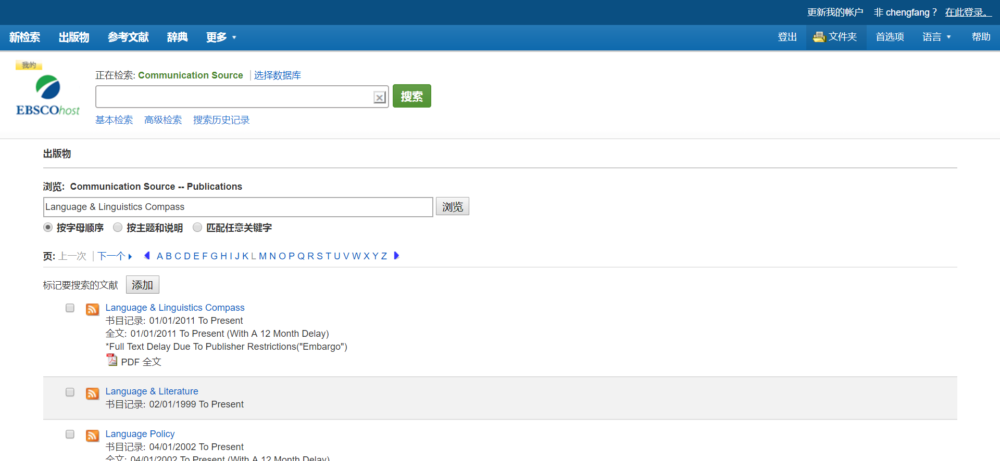 更新我的帐户 非 chengfang ? 在此登录。
新检索 出版物 参考文献 辞典 更多 登出 文件夹 首选项 语言 帮助
我的
EBSCOhost
正在检索: Communication Source 选择数据库
搜索
基本检索 高级检索 搜索历史记录
出版物
浏览: Communication Source -- Publications
Language & Linguistics Compass 浏览
按字母顺序 按主题和说明 匹配任意关键字
页: 上一次 下一个 A B C D E F G H I J K L M N O P Q R S T U V W X Y Z
标记要搜索的文献 添加
Language & Linguistics Compass
书目记录: 01/01/2011 To Present
全文: 01/01/2011 To Present (With A 12 Month Delay)
*Full Text Delay Due To Publisher Restrictions("Embargo")
PDF 全文
Language & Literature
书目记录: 02/01/1999 To Present
Language Policy
书目记录: 04/01/2002 To Present
全文: 04/01/2002 To Present (With A 12 Month Delay)